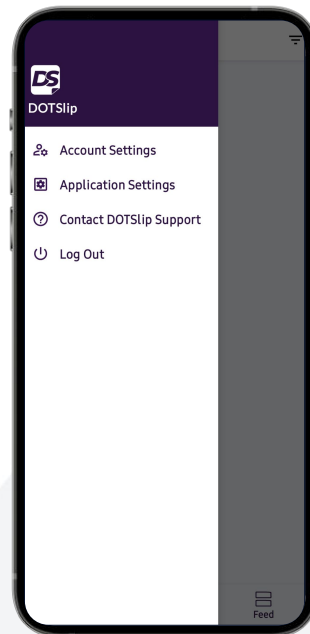 DS
DOTSlip
Account Settings
Application Settings
Contact DOTSlip Support
Log Out
Feed